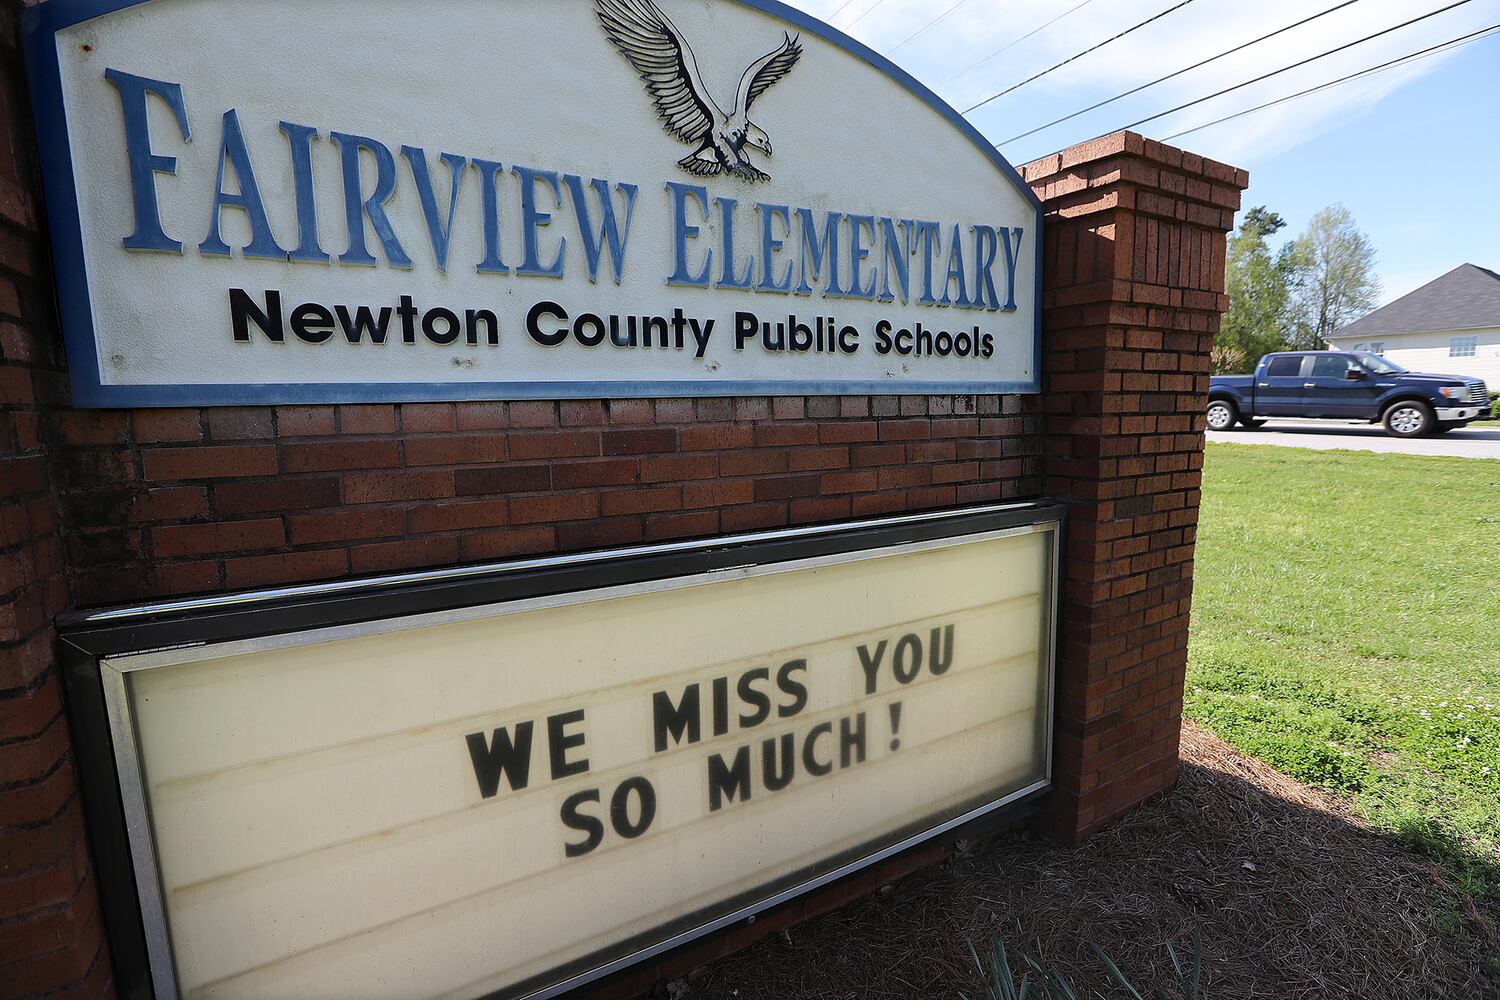 FAIRVIEW ELEMENTARY
Newton County Public Schools
WE MISS YOU
SO MUCH!